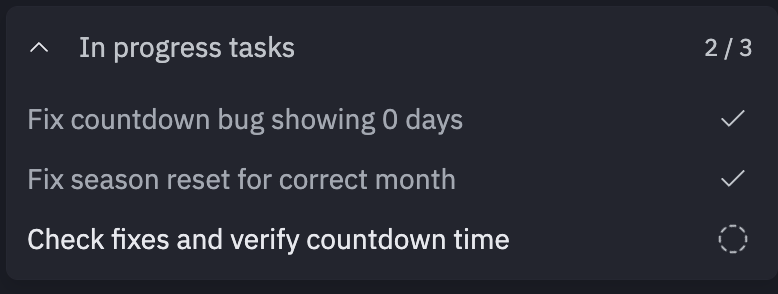 In progress tasks 2 / 3
Fix countdown bug showing 0 days
Fix season reset for correct month
Check fixes and verify countdown time